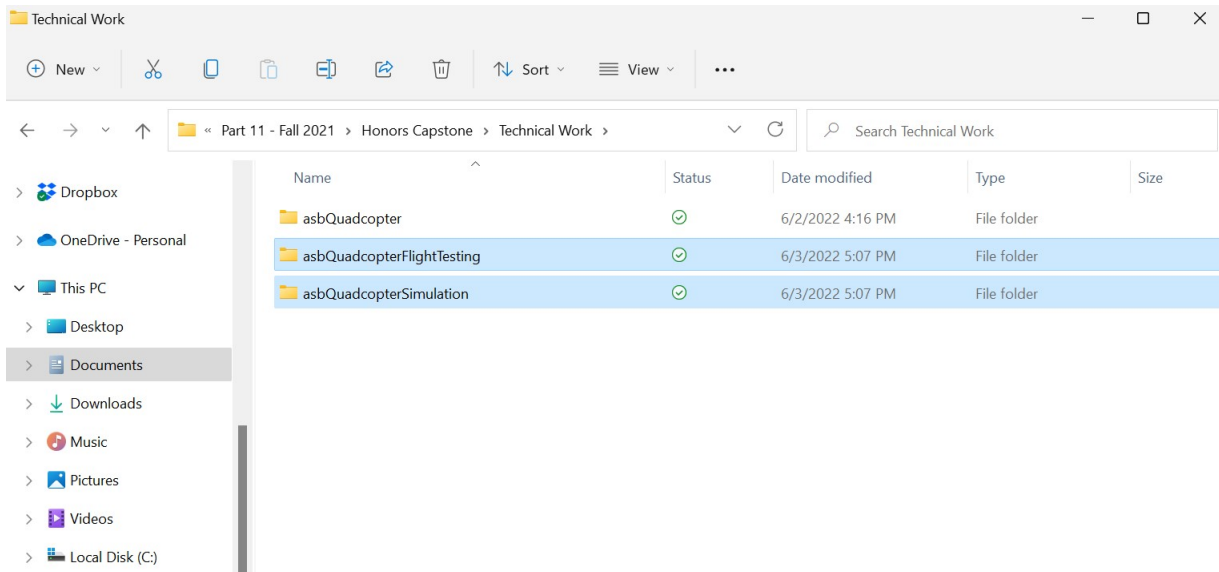 Technical Work
New Sort View •••
« Part 11 - Fall 2021 > Honors Capstone > Technical Work > Search Technical Work
Name Status Date modified Type Size
Dropbox
OneDrive - Personal
This PC
Desktop
Documents
Downloads
Music
Pictures
Videos
Local Disk (C:)
asbQuadcopter 6/2/2022 4:16 PM File folder
asbQuadcopterFlightTesting 6/3/2022 5:07 PM File folder
asbQuadcopterSimulation 6/3/2022 5:07 PM File folder